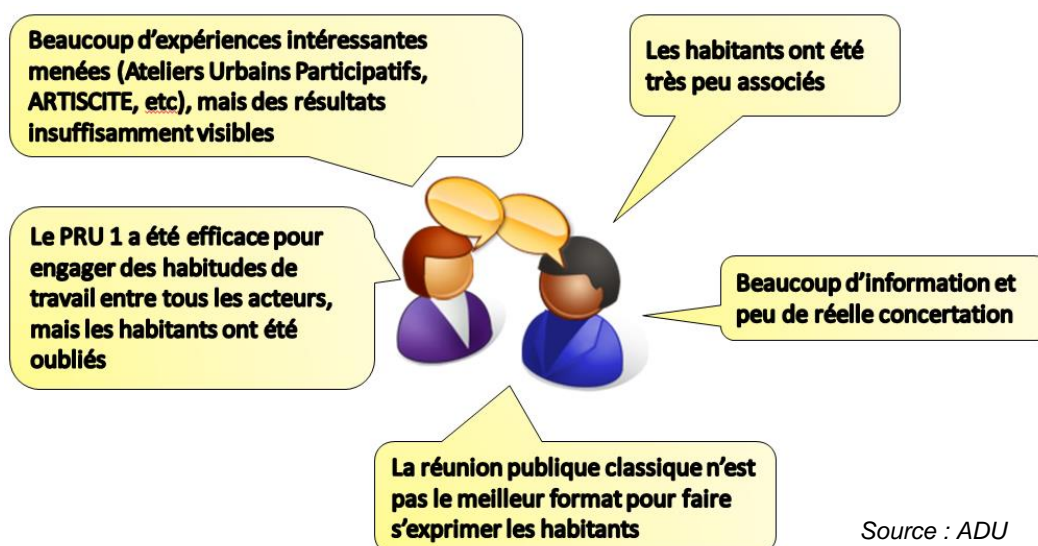 Beaucoup d'expériences intéressantes
menées (Ateliers Urbains Participatifs,
ARTISCITE, etc), mais des résultats
insuffisamment visibles
Les habitants ont été
très peu associés
Le PRU 1 a été efficace pour
engager des habitudes de
travail entre tous les acteurs,
mais les habitants ont été
oubliés
Beaucoup d'information et
peu de réelle concertation
La réunion publique classique n'est
pas le meilleur format pour faire
s'exprimer les habitants
Source : ADU